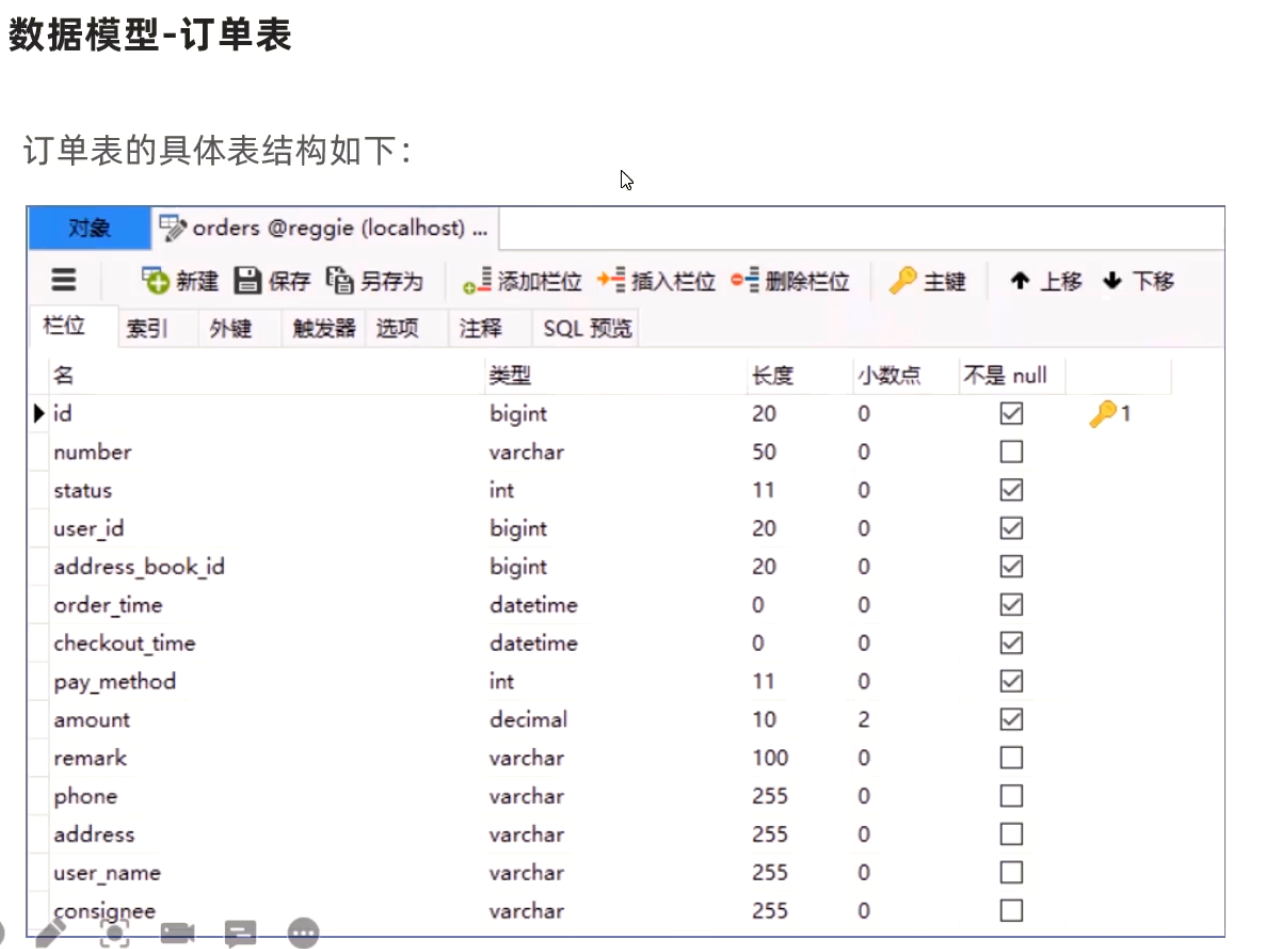 数据模型-订单表
订单表的具体表结构如下：
对象 orders @reggie (localhost) ...
新建 保存 另存为 添加栏位 插入栏位 删除栏位 主键 上移 下移
栏位 索引 外键 触发器 选项 注释 SQL 预览
名 类型 长度 小数点 不是 null
id bigint 20 0 1
number varchar 50 0
status int 11 0
user_id bigint 20 0
address_book_id bigint 20 0
order_time datetime 0 0
checkout_time datetime 0 0
pay_method int 11 0
amount decimal 10 2
remark varchar 100 0
phone varchar 255 0
address varchar 255 0
user_name varchar 255 0
consignee varchar 255 0